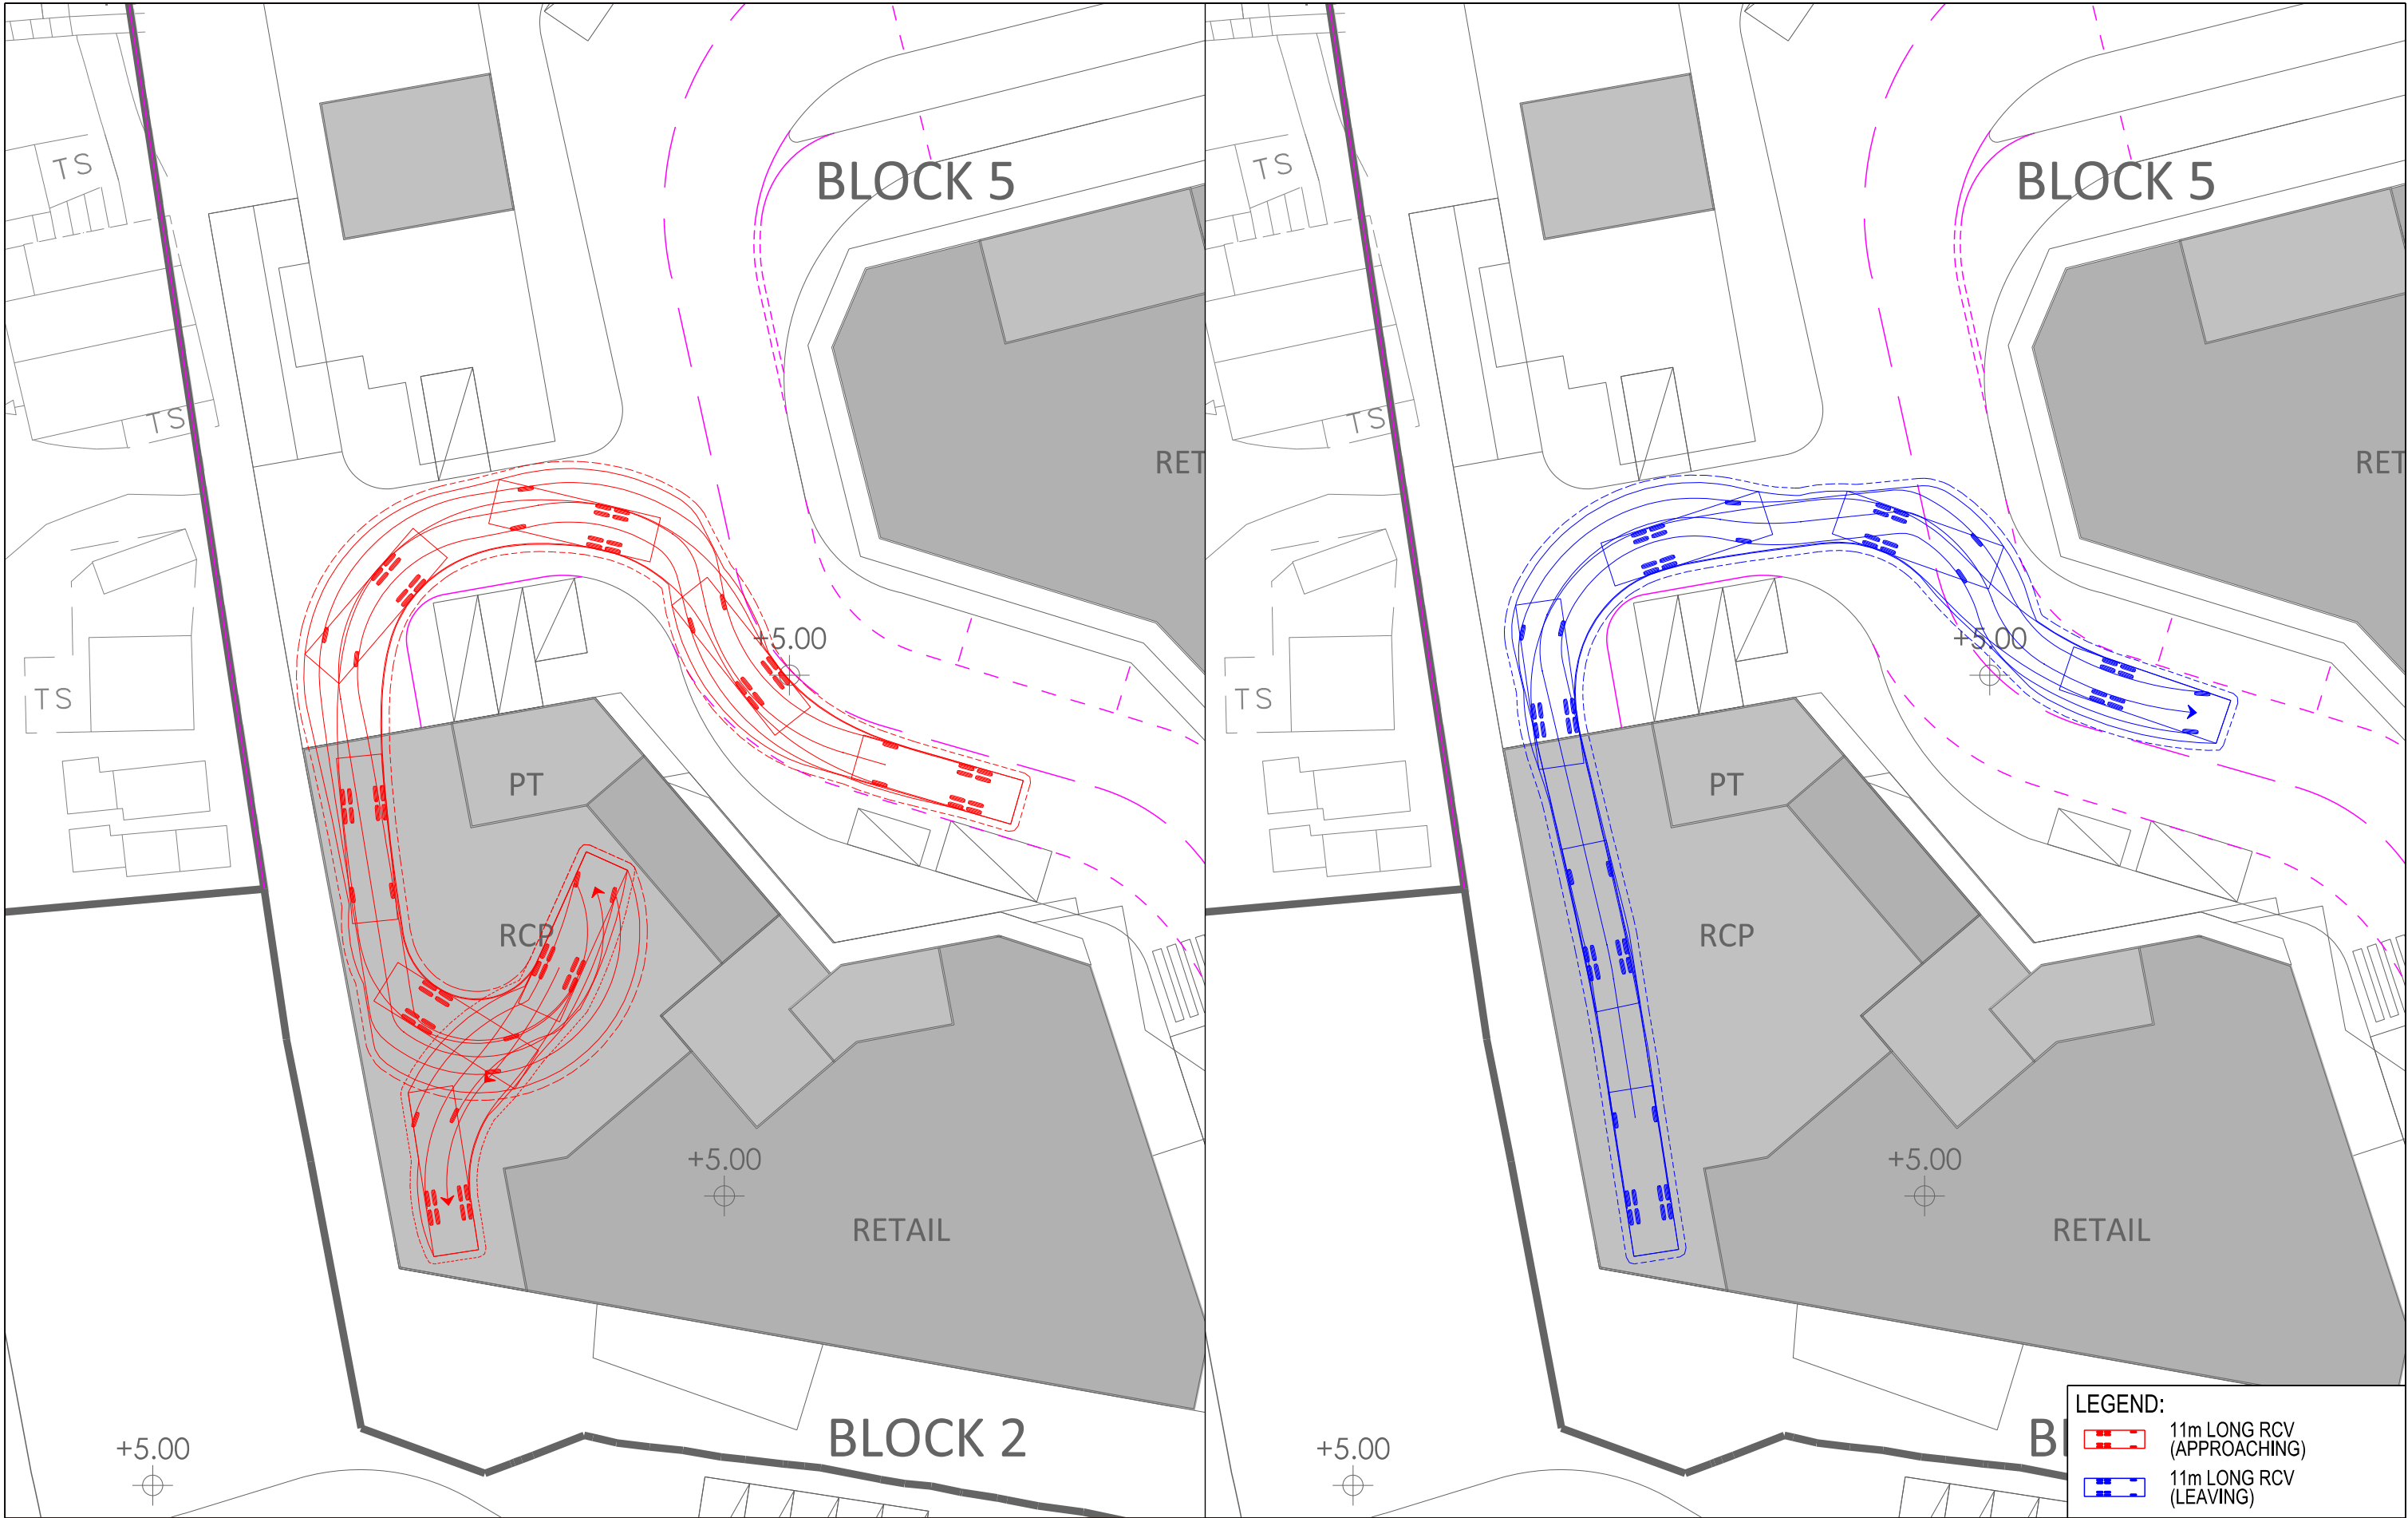 TS
BLOCK 5
TS
RET
+5.00
TS
PT
RCP
+5.00
RETAIL
BLOCK 2
+5.00
TS
BLOCK 5
TS
RET
+5.00
TS
PT
RCP
+5.00
RETAIL
+5.00
LEGEND:
11m LONG RCV
(APPROACHING)
11m LONG RCV
(LEAVING)